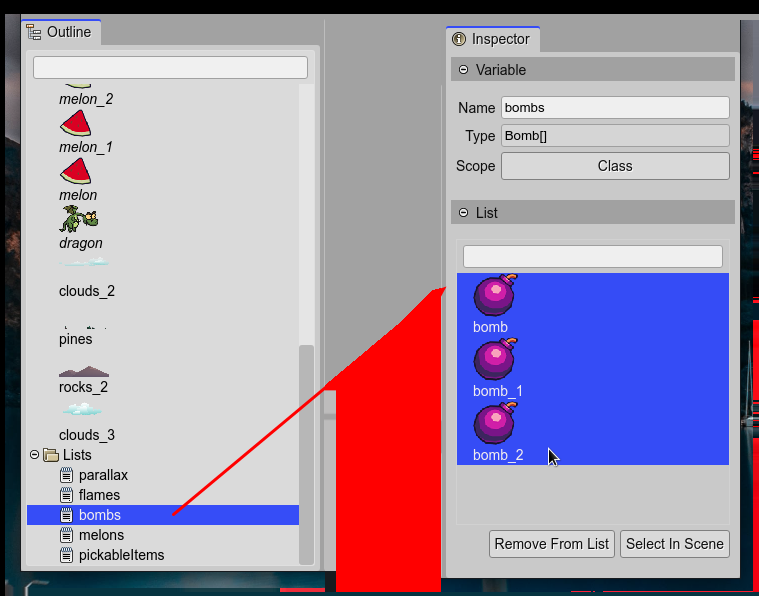 Outline
melon_2
melon_1
melon
dragon
clouds_2
pines
rocks_2
clouds_3
Lists
parallax
flames
bombs
melons
pickableItems
Inspector
Variable
Name bombs
Type Bomb[]
Scope Class
List
bomb
bomb_1
bomb_2
Remove From List Select In Scene